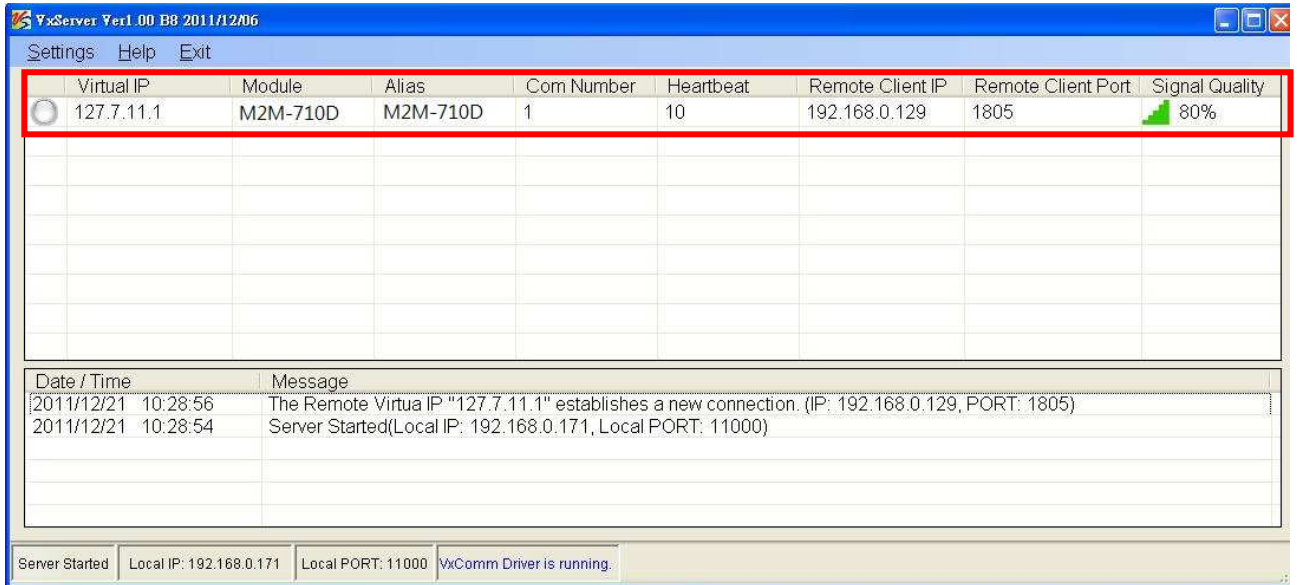 VxServer Ver1.00 B8 2011/12/06
Settings Help Exit
Virtual IP Module Alias Com Number Heartbeat Remote Client IP Remote Client Port Signal Quality
127.7.11.1 M2M-710D M2M-710D 1 10 192.168.0.129 1805 80%
Date / Time Message
2011/12/21 10:28:56 The Remote Virtua IP "127.7.11.1" establishes a new connection. (IP: 192.168.0.129, PORT: 1805)
2011/12/21 10:28:54 Server Started(Local IP: 192.168.0.171, Local PORT: 11000)
Server Started Local IP: 192.168.0.171 Local PORT: 11000 VxComm Driver is running.